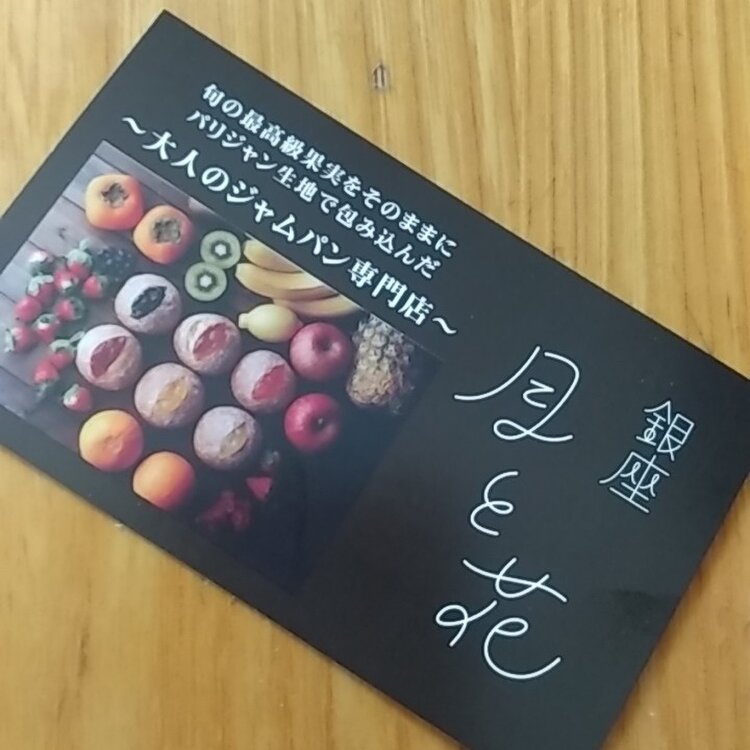 旬の最高級果実をそのままに
パリジャン生地で包み込んだ
～大人のジャムパン専門店～
銀座
月と花